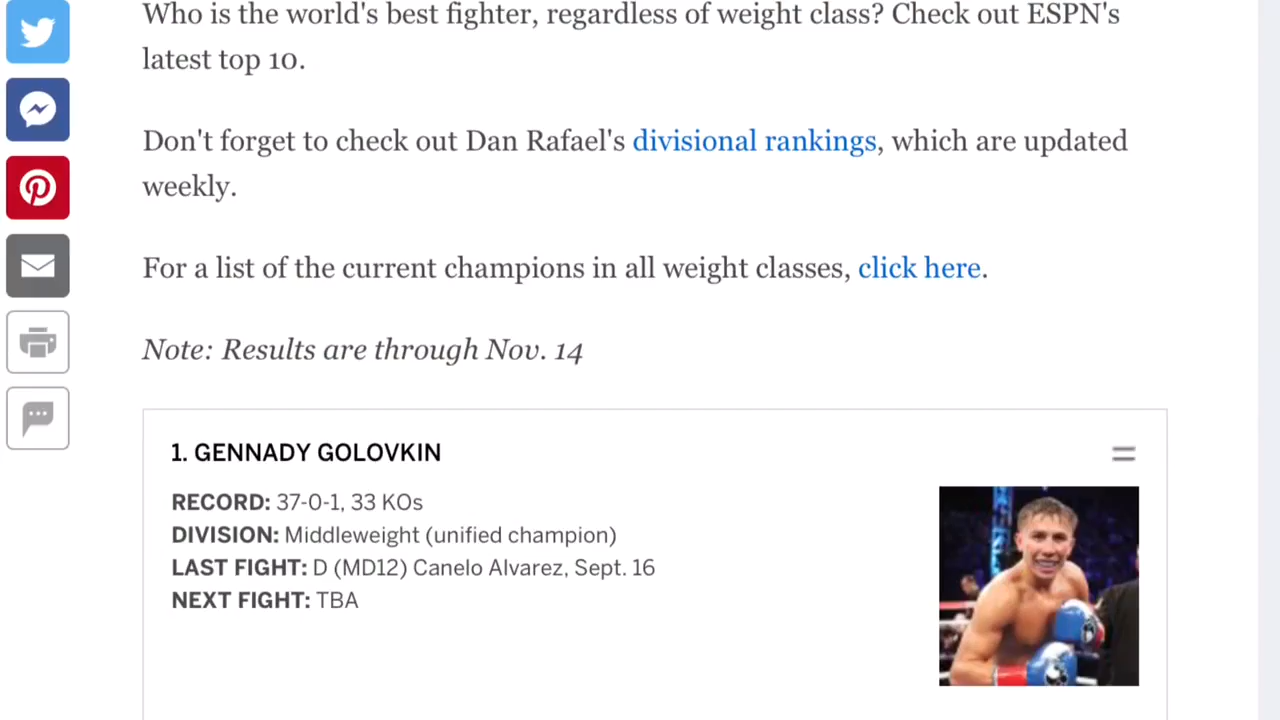 Who is the world's best fighter, regardless of weight class? Check out ESPN's
latest top 10.
Don't forget to check out Dan Rafael's divisional rankings, which are updated
weekly.
For a list of the current champions in all weight classes, click here.
Note: Results are through Nov. 14
1. GENNADY GOLOVKIN
RECORD: 37-0-1, 33 KOs
DIVISION: Middleweight (unified champion)
LAST FIGHT: D (MD12) Canelo Alvarez, Sept. 16
NEXT FIGHT: TBA